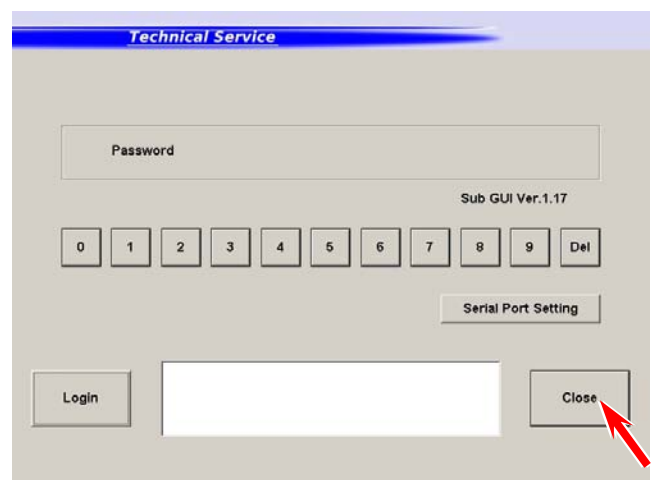 Technical Service
Password
Sub GUI Ver.1.17
0 1 2 3 4 5 6 7 8 9 Del
Serial Port Setting
Login
Close